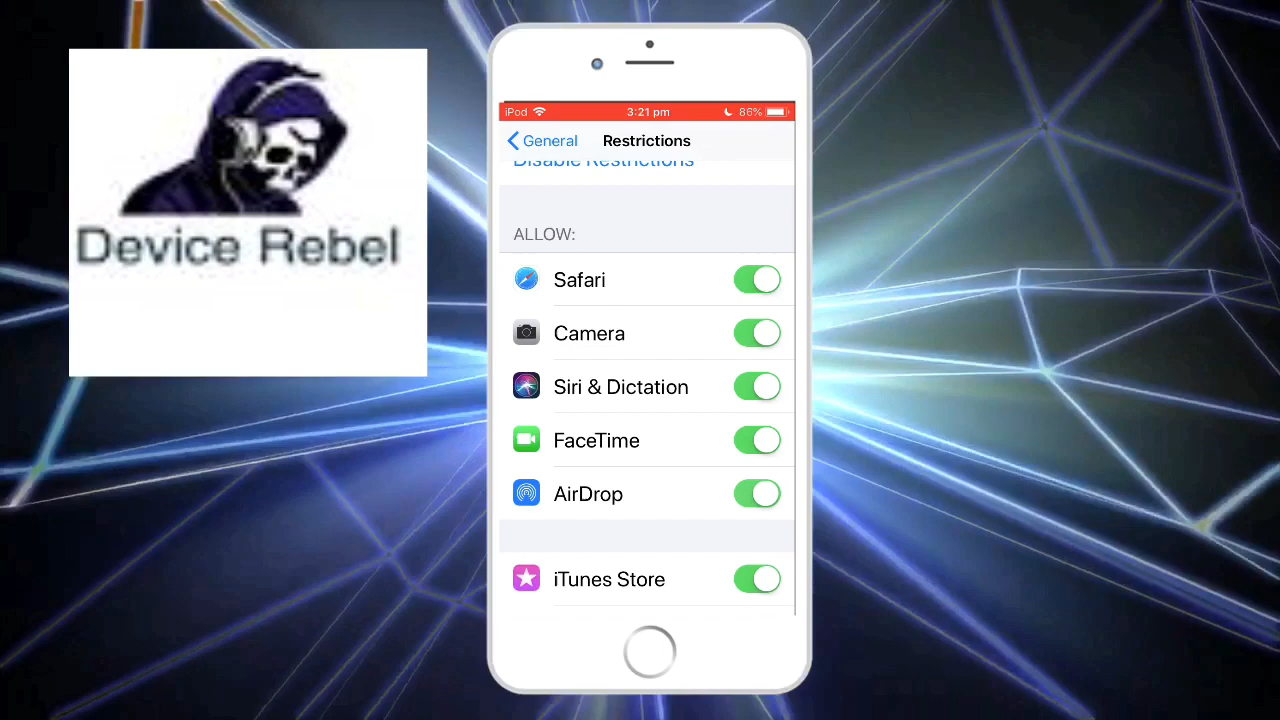 Device Rebel
iPod 3:21 pm 86%
General Restrictions
Disable Restrictions
ALLOW:
Safari
Camera
Siri & Dictation
FaceTime
AirDrop
iTunes Store